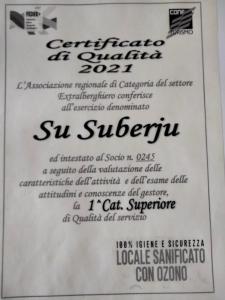 CONF
TURISMO
Certificato
di Qualità
2021
L'Associazione regionale di Categoria del settore
Extralberghiero conferisce
all'esercizio denominato
Su Suberju
ed intestato al Socio n. 0245
a seguito della valutazione delle
caratteristiche dell'attività e dell'esame delle
attitudini e conoscenze del gestore,
la 1^Cat. Superiore
di Qualità del servizio
100% IGIENE E SICUREZZA
LOCALE SANIFICATO
CON OZONO